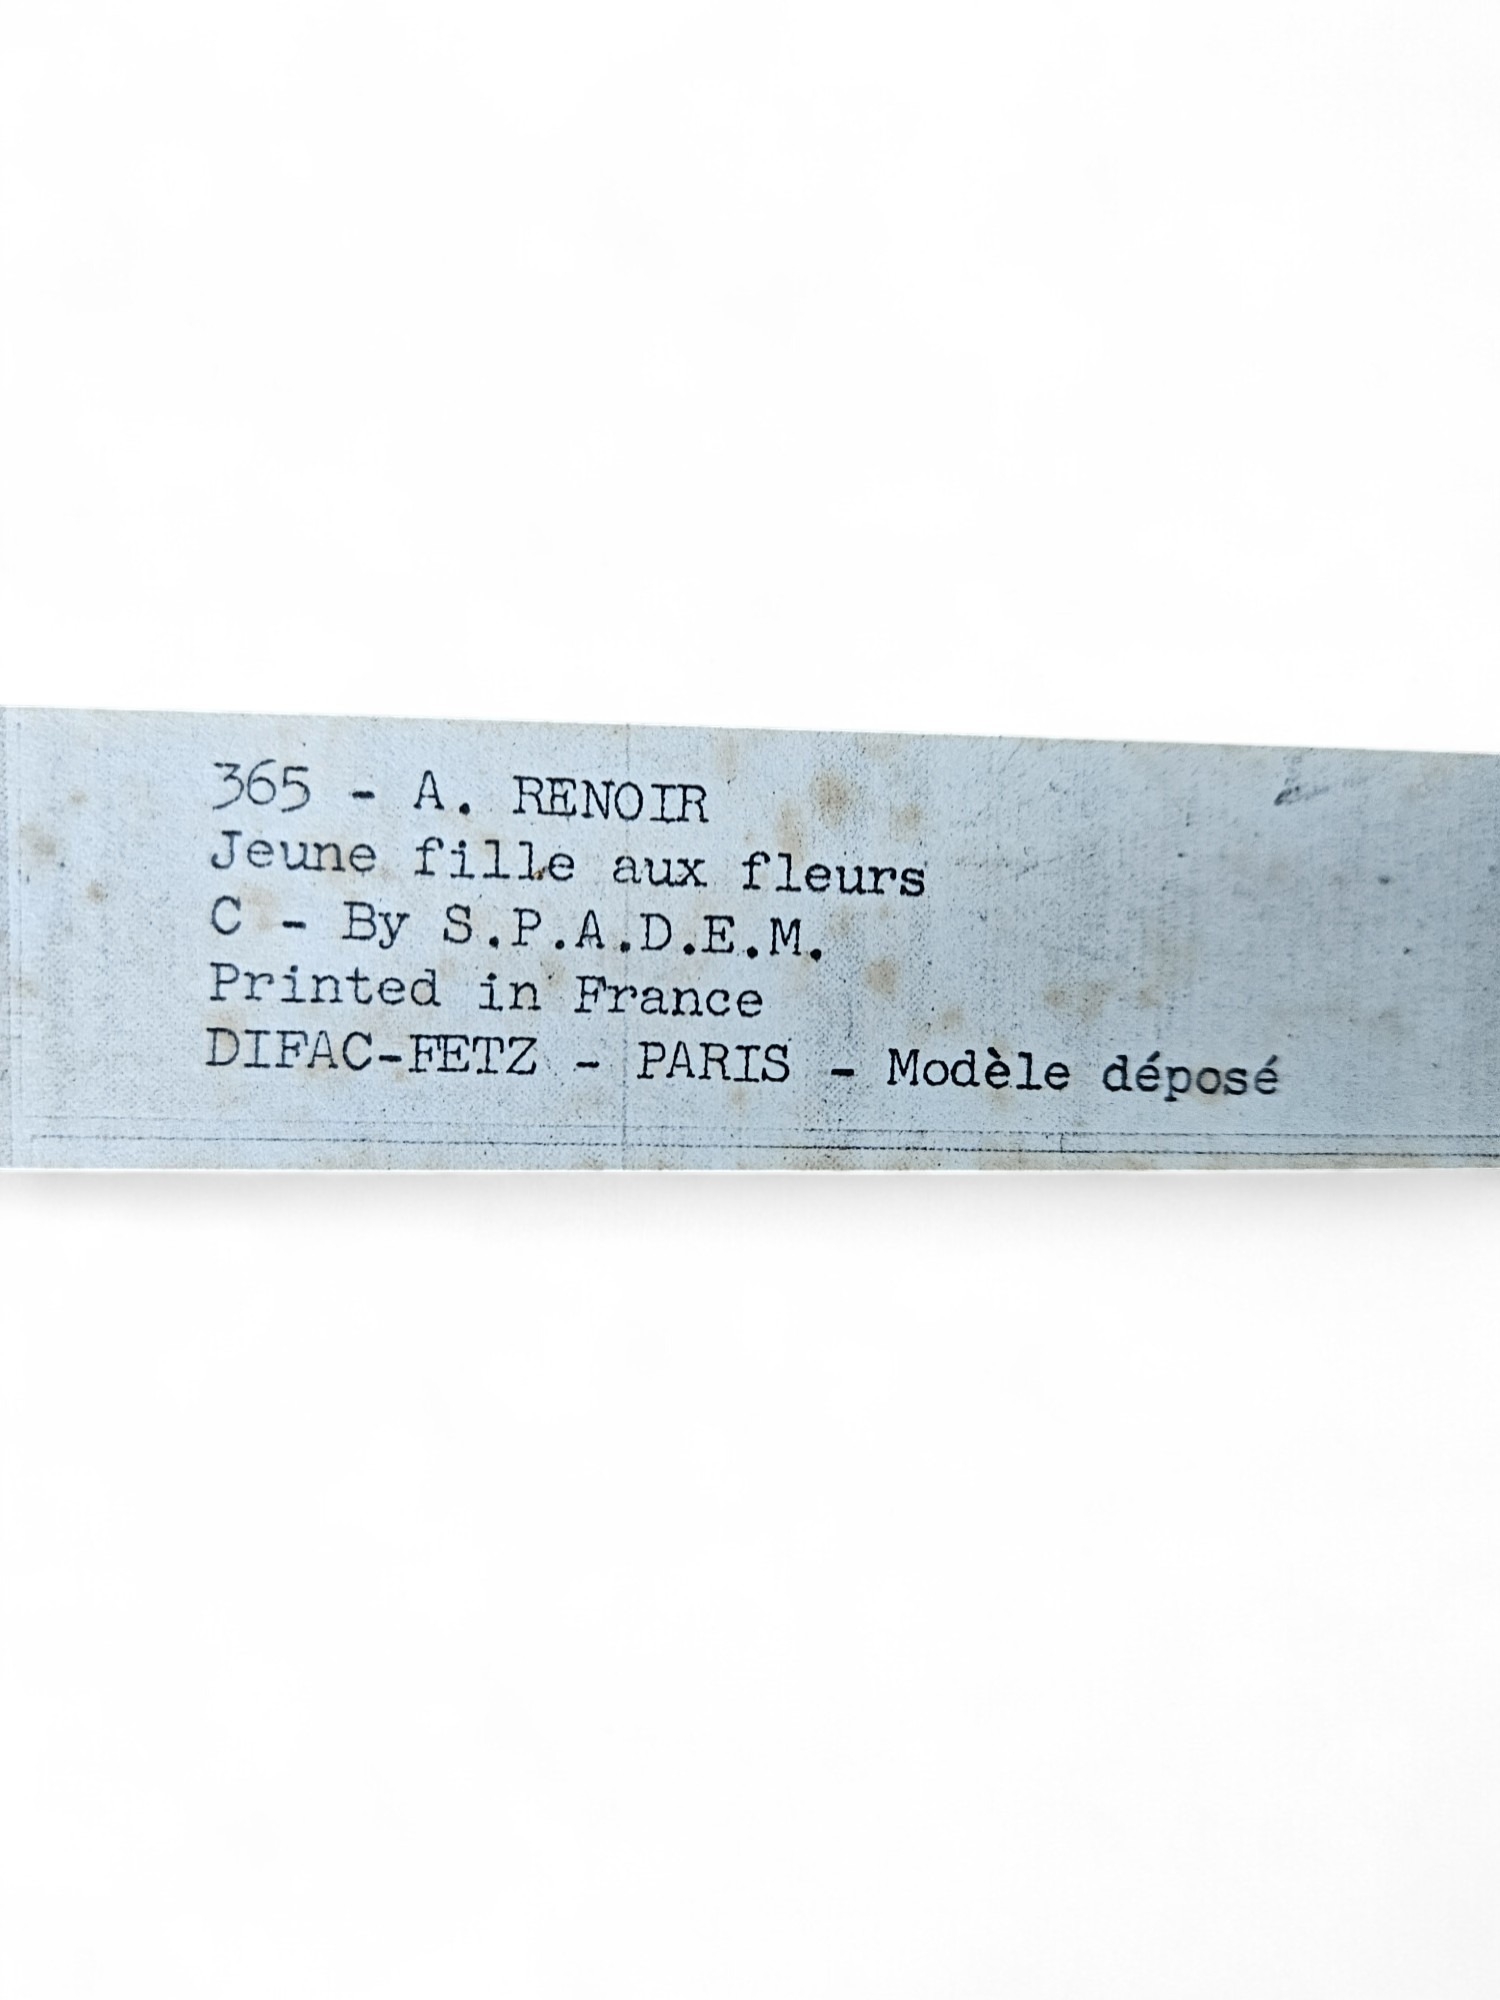 365 - A. RENOIR
Jeune fille aux fleurs
C - By S.P.A.D.E.M.
Printed in France
DIFAC-FETZ - PARIS - Modèle déposé